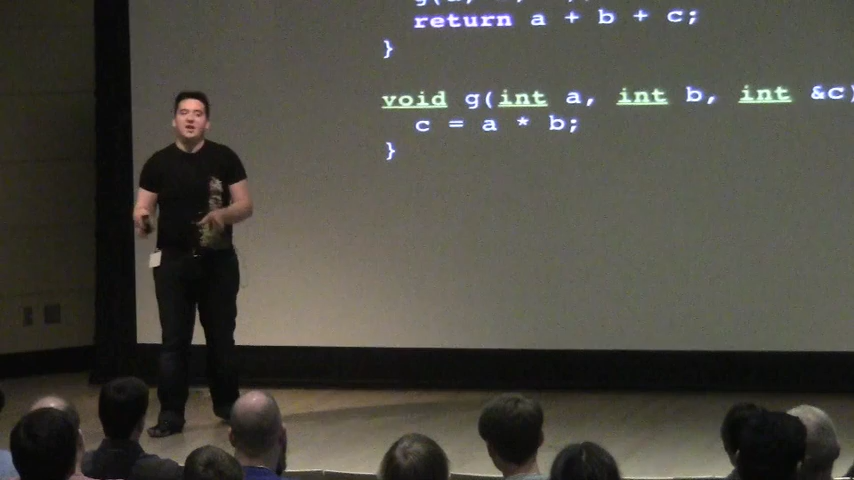 return a + b + c;
}
void g(int a, int b, int &c)
c = a * b;
}